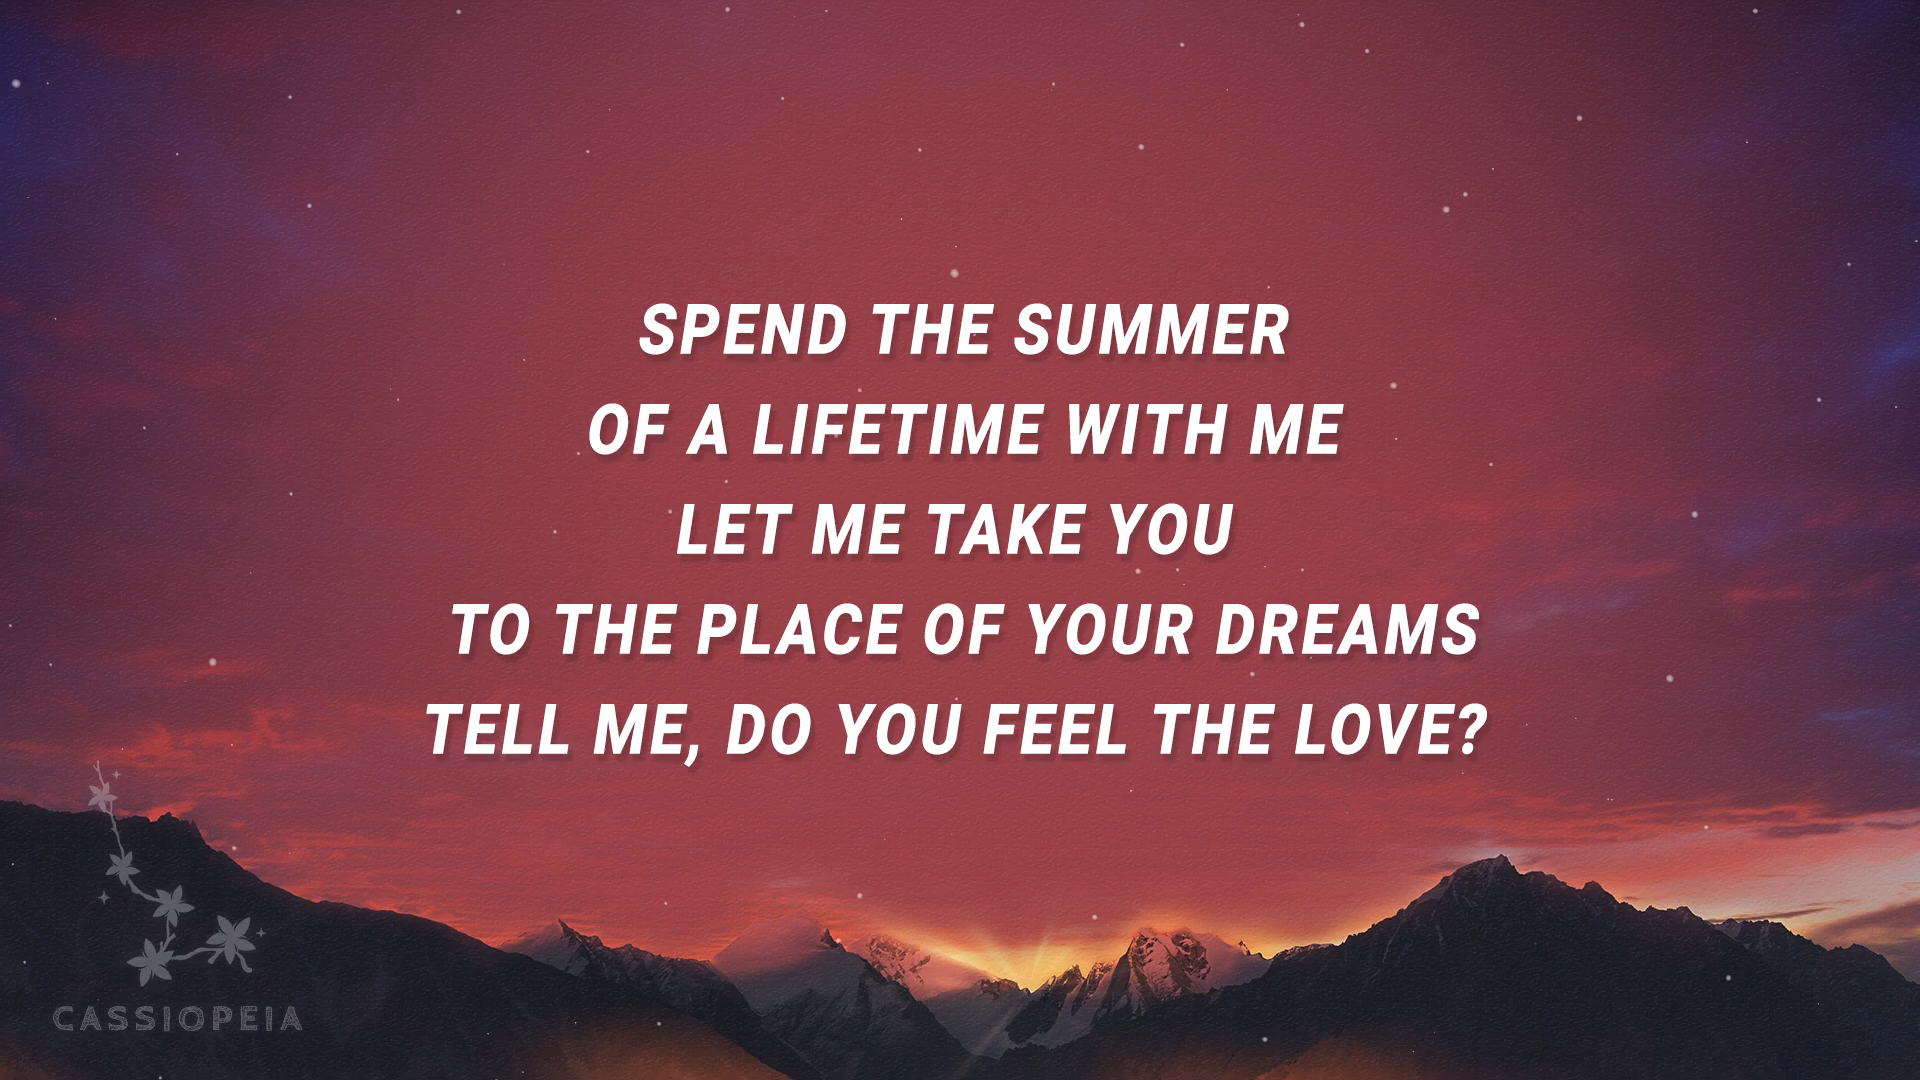 SPEND THE SUMMER
OF A LIFETIME WITH ME
LET ME TAKE YOU
TO THE PLACE OF YOUR DREAMS
TELL ME, DO YOU FEEL THE LOVE?
CASSIOPEIA